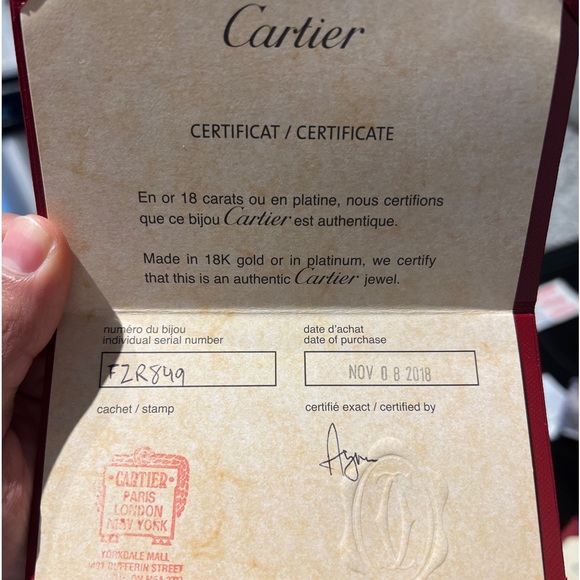 Cartier
CERTIFICAT / CERTIFICATE
En or 18 carats ou en platine, nous certifions
que ce bijou Cartier est authentique.
Made in 18K gold or in platinum, we certify
that this is an authentic Cartier jewel.
numéro du bijou
individual serial number
date d'achat
date of purchase
FZR849
NOV 08 2018
cachet / stamp
certifié exact / certified by
CARTIER
PARIS
LONDON
NEW YORK
YORKDALE MALL
DUFFERIN STREET